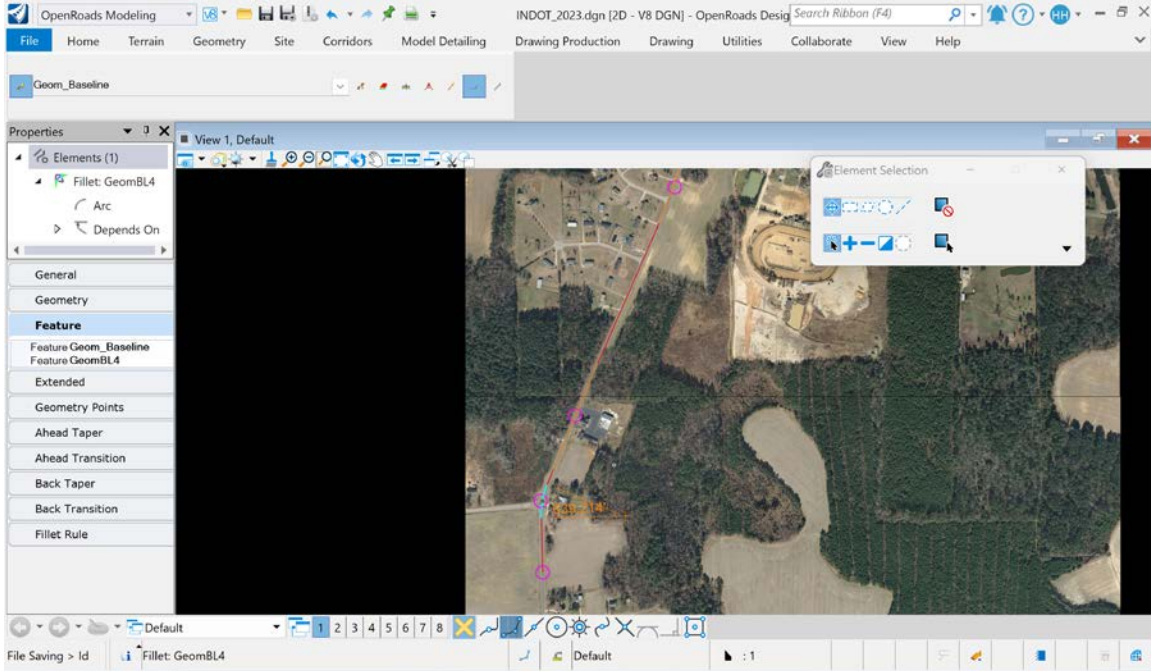 OpenRoads Modeling
INDOT_2023.dgn [2D - V8 DGN] - OpenRoads Desig
Search Ribbon (F4)
HH
File Home Terrain Geometry Site Corridors Model Detailing Drawing Production Drawing Utilities Collaborate View Help
Geom_Baseline
Properties
View 1, Default
Elements (1)
Fillet: GeomBL4
Arc
Depends On
Element Selection
General
Geometry
Feature
Feature Geom_Baseline
Feature GeomBL4
Extended
Geometry Points
Ahead Taper
Ahead Transition
Back Taper
Back Transition
Fillet Rule
Default
1 2 3 4 5 6 7 8
File Saving > Id
Fillet: GeomBL4
Default
: 1